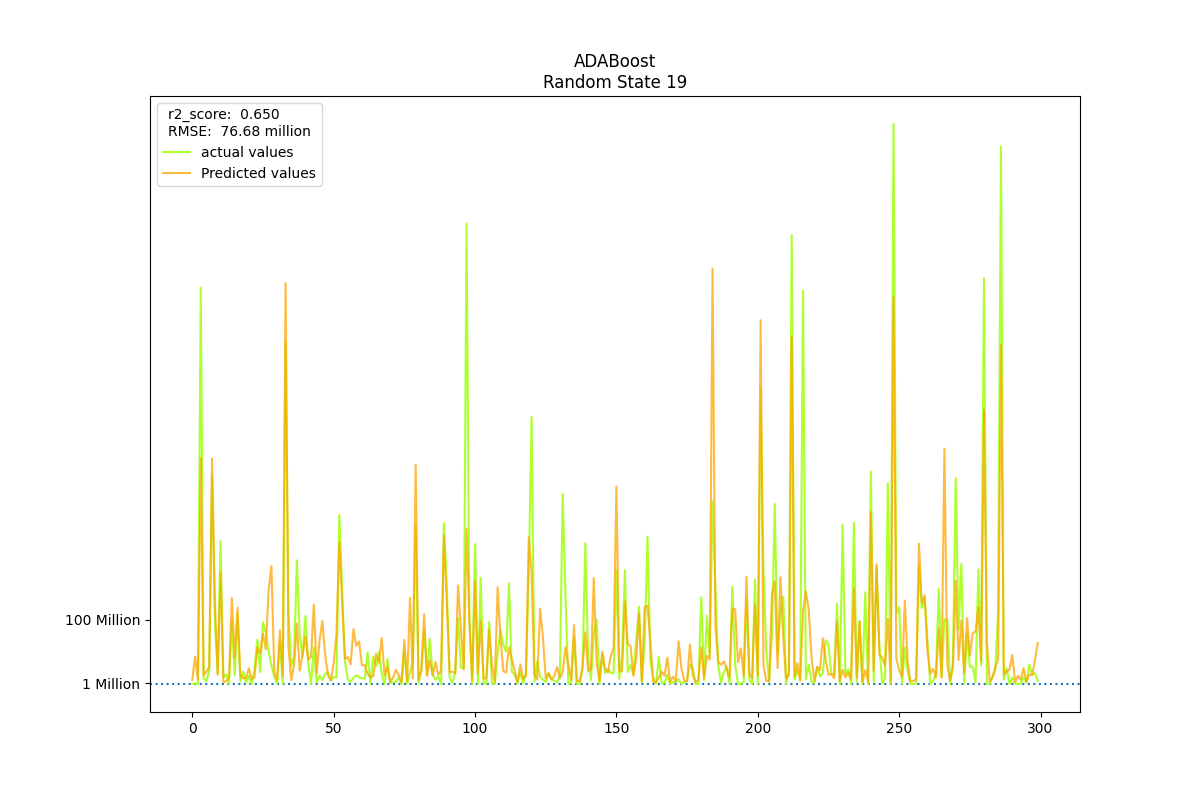 ADABoost
Random State 19
r2_score:  0.650
RMSE:  76.68 million
actual values
Predicted values
100 Million
1 Million
0 50 100 150 200 250 300